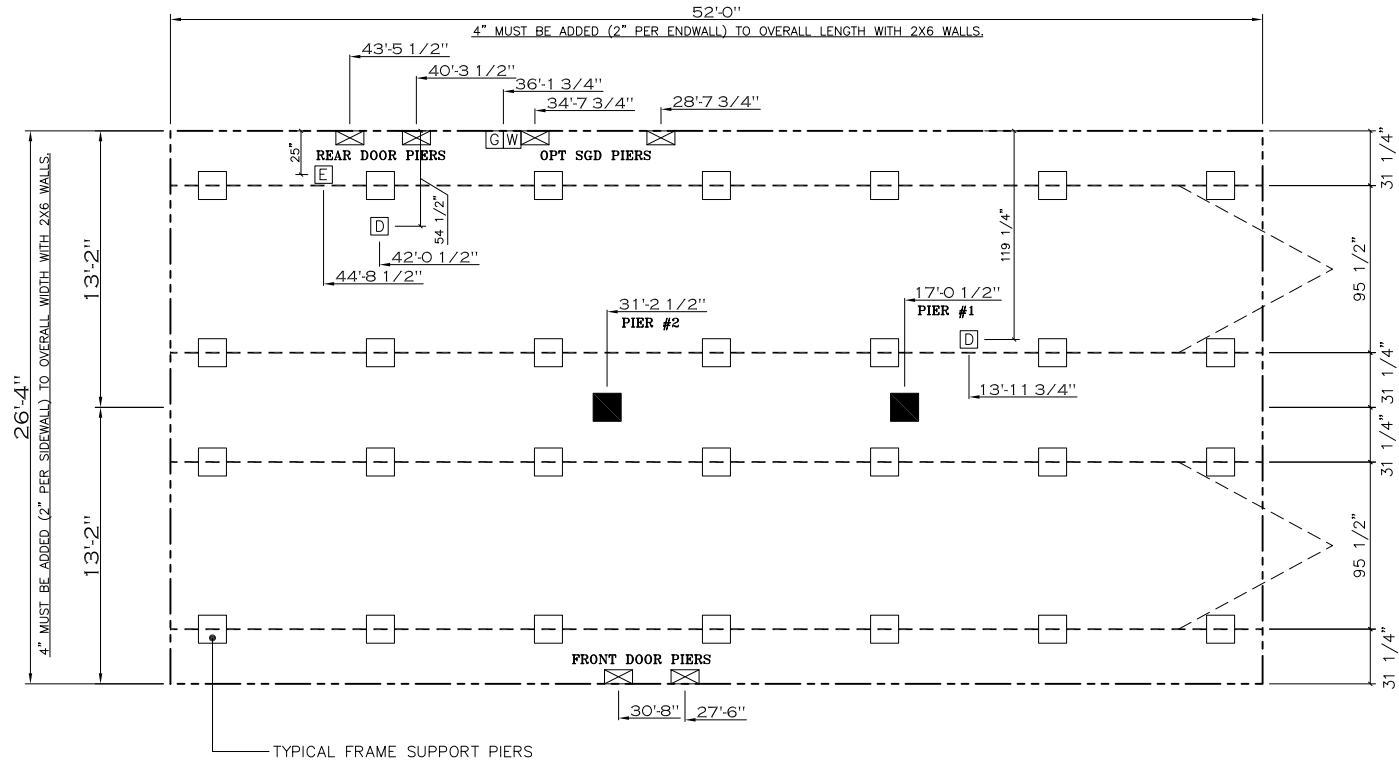 52'-0"
4" MUST BE ADDED (2" PER ENDWALL) TO OVERALL LENGTH WITH 2X6 WALLS.
43'-5 1/2"
40'-3 1/2"
36'-1 3/4"
34'-7 3/4"
28'-7 3/4"
G W
25"
REAR DOOR PIERS
OPT SGD PIERS
E
D
54 1/2"
42'-0 1/2"
44'-8 1/2"
119 1/4"
31'-2 1/2"
PIER #2
17'-0 1/2"
PIER #1
D
13'-11 3/4"
26'-4"
4" MUST BE ADDED (2" PER SIDEWALL) TO OVERALL WIDTH WITH 2X6 WALLS.
13'-2"
13'-2"
31 1/4"
95 1/2"
31 1/4"
31 1/4"
95 1/2"
31 1/4"
FRONT DOOR PIERS
30'-8"
27'-6"
TYPICAL FRAME SUPPORT PIERS